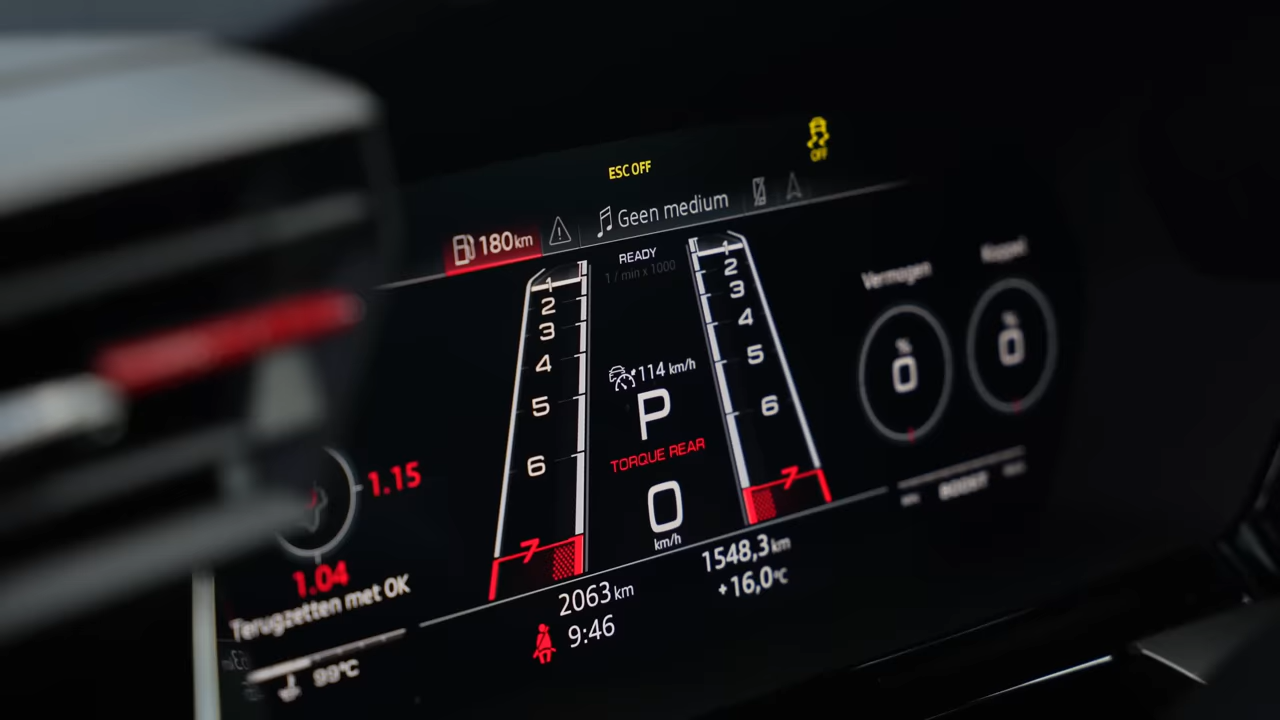 ESC OFF
OFF
180 km
Geen medium
READY
1 / min x 1000
1
2
3
4
5
6
7
1
2
3
4
5
6
7
114 km/h
P
TORQUE REAR
0
km/h
Vermogen
%
0
Koppel
%
0
BOOST
1.15
1.04
Terugzetten met OK
99°C
2063 km
1548,3 km
9:46
+16,0°C